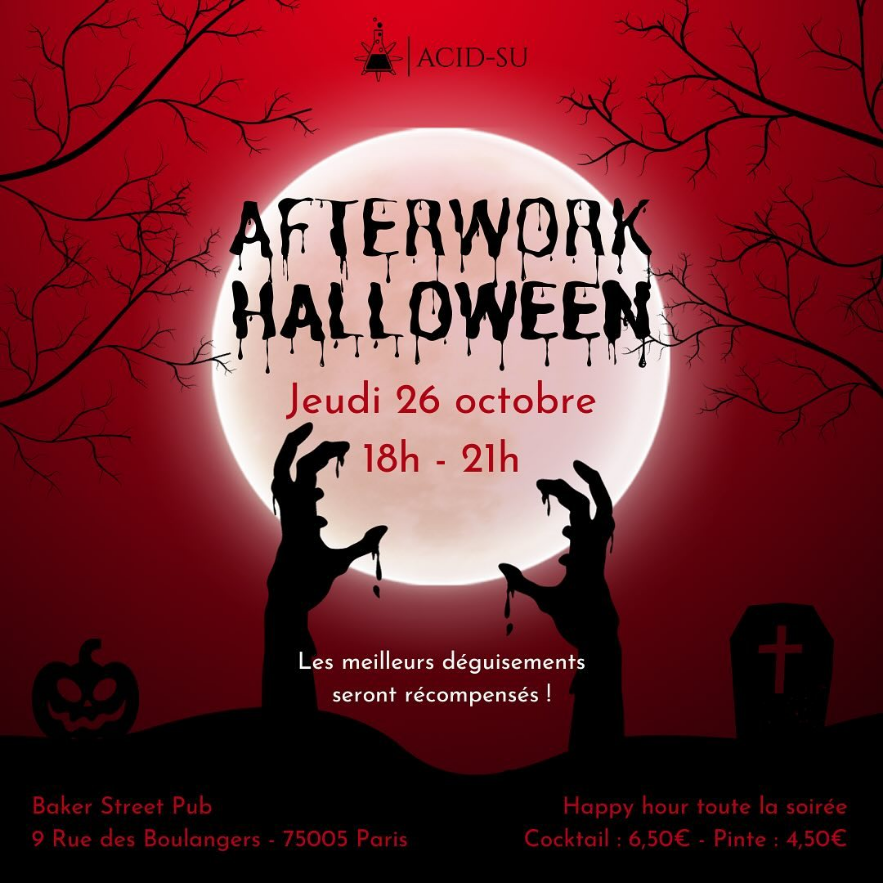 ACID-SU
AFTERWORK
HALLOWEEN
Jeudi 26 octobre
18h - 21h
Les meilleurs déguisements
seront récompensés !
Baker Street Pub
9 Rue des Boulangers - 75005 Paris
Happy hour toute la soirée
Cocktail : 6,50€ - Pinte : 4,50€